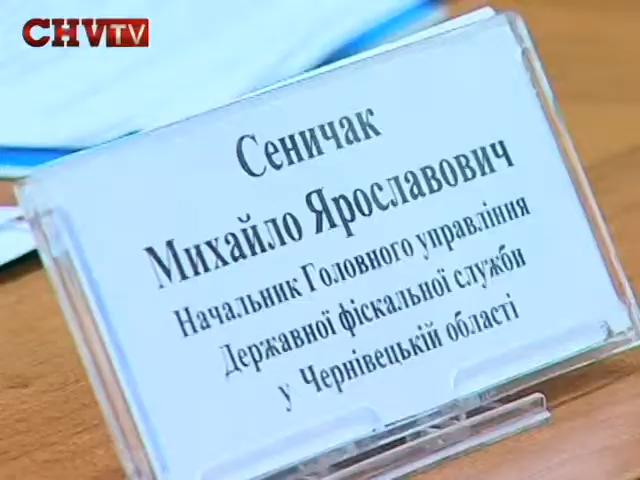 CHVTV
Сеничак
Михайло Ярославович
Начальник Головного управління
Державної фіскальної служби
у Чернівецькій області